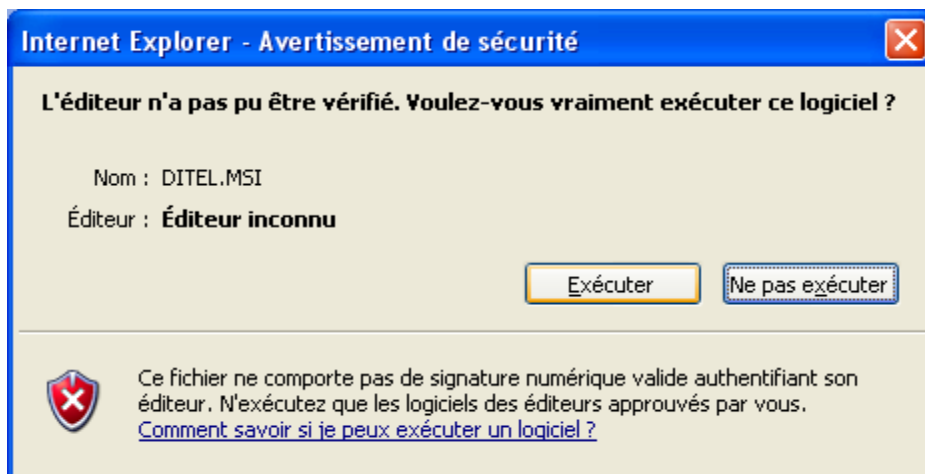 Internet Explorer - Avertissement de sécurité
L'éditeur n'a pas pu être vérifié. Voulez-vous vraiment exécuter ce logiciel ?
Nom : DITEL.MSI
Éditeur : Éditeur inconnu
Exécuter
Ne pas exécuter
Ce fichier ne comporte pas de signature numérique valide authentifiant son
éditeur. N'exécutez que les logiciels des éditeurs approuvés par vous.
Comment savoir si je peux exécuter un logiciel ?